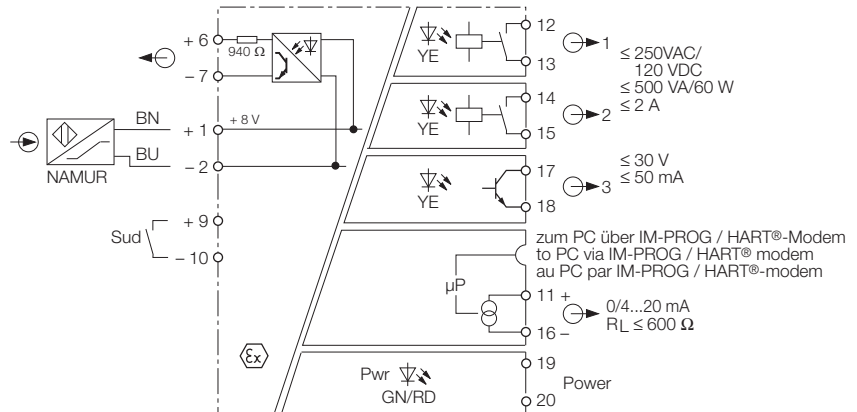 + 6
940 Ω
– 7
BN
+ 1
+ 8 V
BU
– 2
NAMUR
Sud
+ 9
– 10
Ex
YE
12
13
1
≤ 250VAC/
120 VDC
≤ 500 VA/60 W
≤ 2 A
YE
14
15
2
YE
17
18
3
≤ 30 V
≤ 50 mA
zum PC über IM-PROG / HART®-Modem
to PC via IM-PROG / HART® modem
au PC par IM-PROG / HART®-modem
µP
11 +
16 –
0/4...20 mA
RL ≤ 600 Ω
Pwr
GN/RD
19
20
Power